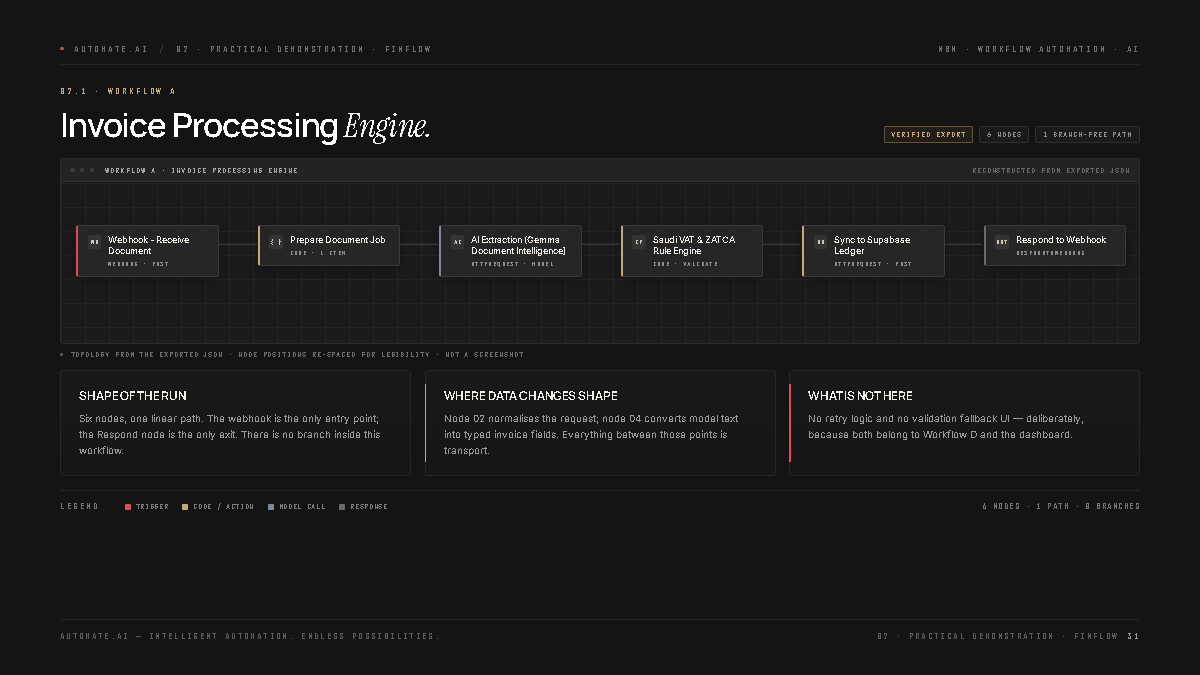 AUTOMATE.AI / 07 · PRACTICAL DEMONSTRATION · FINFLOW
N8N · WORKFLOW AUTOMATION · AI
07.1 · WORKFLOW A
Invoice Processing Engine.
VERIFIED EXPORT
6 NODES
1 BRANCH-FREE PATH
WORKFLOW A · INVOICE PROCESSING ENGINE
RECONSTRUCTED FROM EXPORTED JSON
WH
Webhook - Receive
Document
WEBHOOK · POST
{ }
Prepare Document Job
CODE · 1 ITEM
AI
AI Extraction (Gemma
Document Intelligence)
HTTPREQUEST · MODEL
Saudi VAT & ZATCA
Rule Engine
CODE · VALIDATE
Sync to Supabase
Ledger
HTTPREQUEST · POST
Respond to Webhook
RESPONDTOWEBHOOK
TOPOLOGY FROM THE EXPORTED JSON · NODE POSITIONS RE-SPACED FOR LEGIBILITY · NOT A SCREENSHOT
SHAPE OF THE RUN
Six nodes, one linear path. The webhook is the only entry point;
the Respond node is the only exit. There is no branch inside this
workflow.
WHERE DATA CHANGES SHAPE
Node 02 normalises the request; node 04 converts model text
into typed invoice fields. Everything between those points is
transport.
WHAT IS NOT HERE
No retry logic and no validation fallback UI — deliberately,
because both belong to Workflow D and the dashboard.
LEGEND
TRIGGER
CODE / ACTION
MODEL CALL
RESPONSE
6 NODES · 1 PATH · 0 BRANCHES
AUTOMATE.AI — INTELLIGENT AUTOMATION. ENDLESS POSSIBILITIES.
07 · PRACTICAL DEMONSTRATION · FINFLOW 31